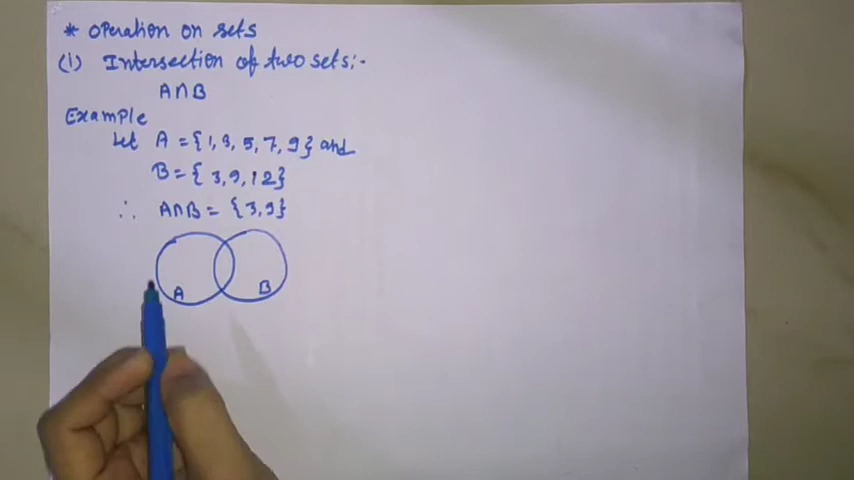 * Operation on sets
(1) Intersection of two sets:-
A∩B
Example
Let A = {1, 3, 5, 7, 9} and
B = {3, 9, 12}
∴ A∩B = {3, 9}
A B